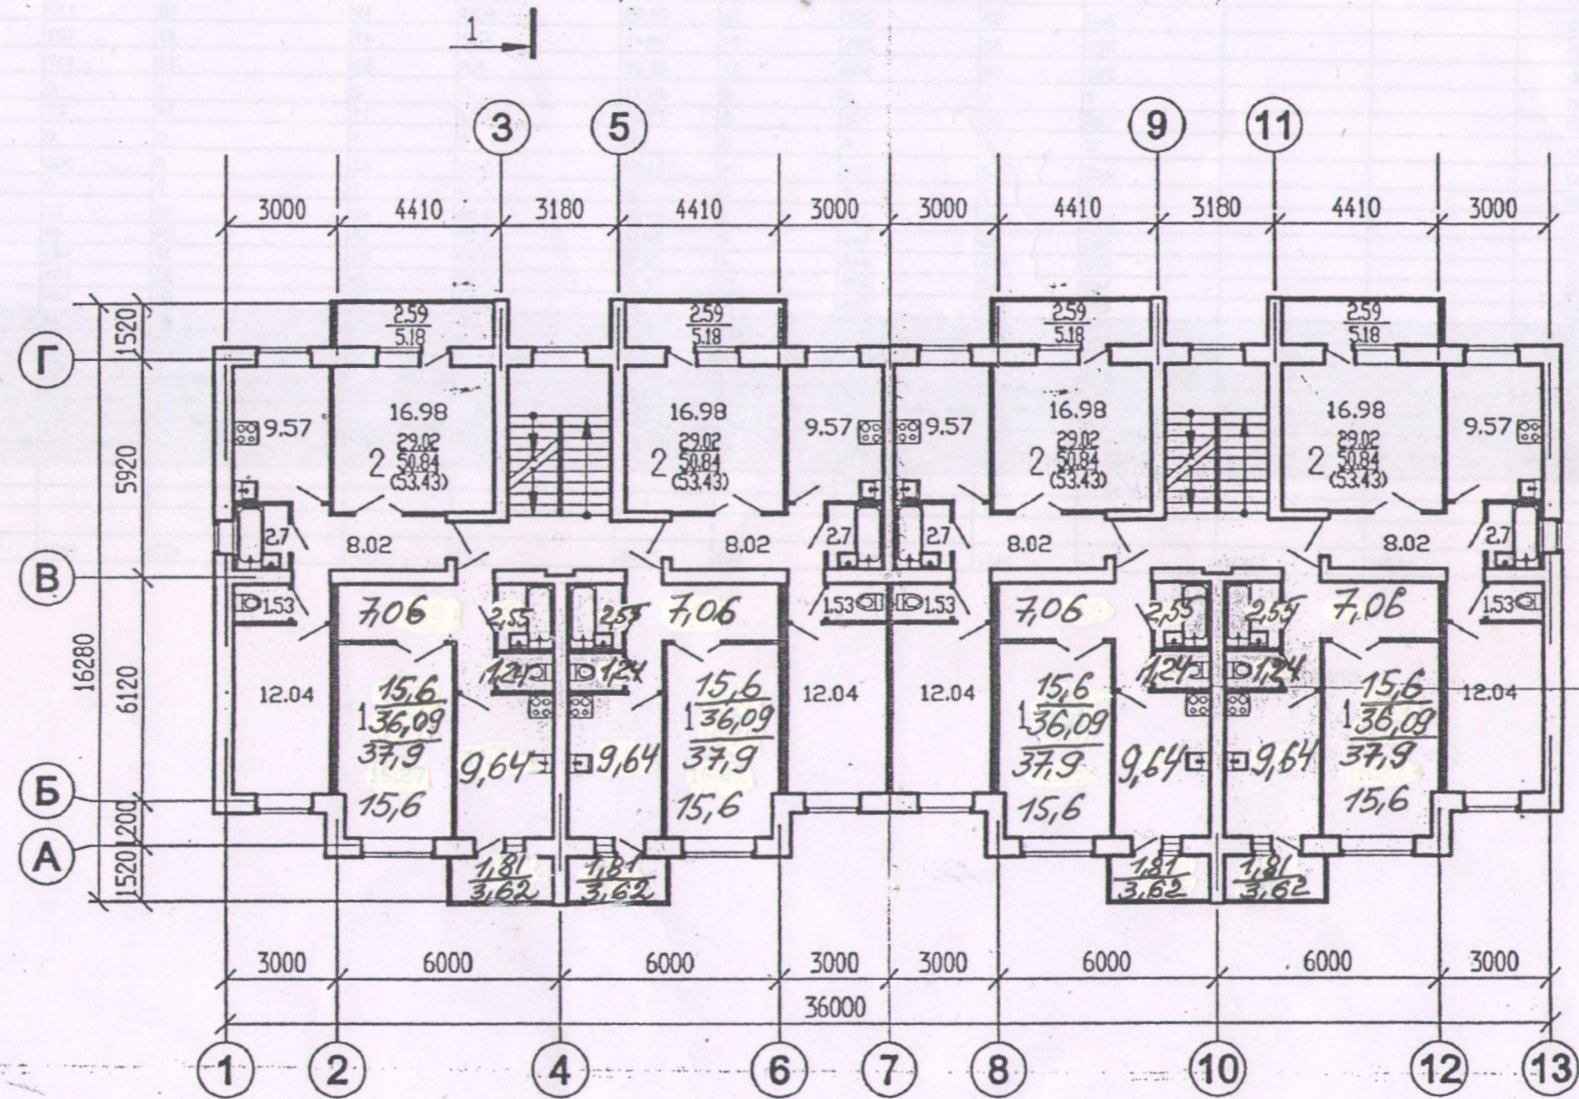 1
3 5 9 11
3000 4410 3180 4410 3000 3000 4410 3180 4410 3000
1520
2.59 2.59 2.59 2.59
5.18 5.18 5.18 5.18
Г
16.98 16.98 16.98 16.98
9.57 9.57 9.57 9.57
29.02 29.02 29.02 29.02
2 50.84 2 50.84 2 50.84 2 50.84
(53.43) (53.43) (53.43) (53.43)
5920
2.7 2.7 2.7 2.7
8.02 8.02 8.02 8.02
В
1.53 7,06 2,55 2,55 7,06 1.53 1.53 7,06 2,55 2,55 7,06 1.53
16280
6120
1,24 1,24 1,24 1,24
12.04 15,6 15,6 12.04 12.04 15,6 15,6 12.04
1 36,09 1 36,09 1 36,09 1 36,09
37,9 9,64 9,64 37,9 37,9 9,64 9,64 37,9
Б
15,6 15,6 15,6 15,6
1200
А
1520
1,81 1,81 1,81 1,81
3,62 3,62 3,62 3,62
3000 6000 6000 3000 3000 6000 6000 3000
36000
1 2 4 6 7 8 10 12 13